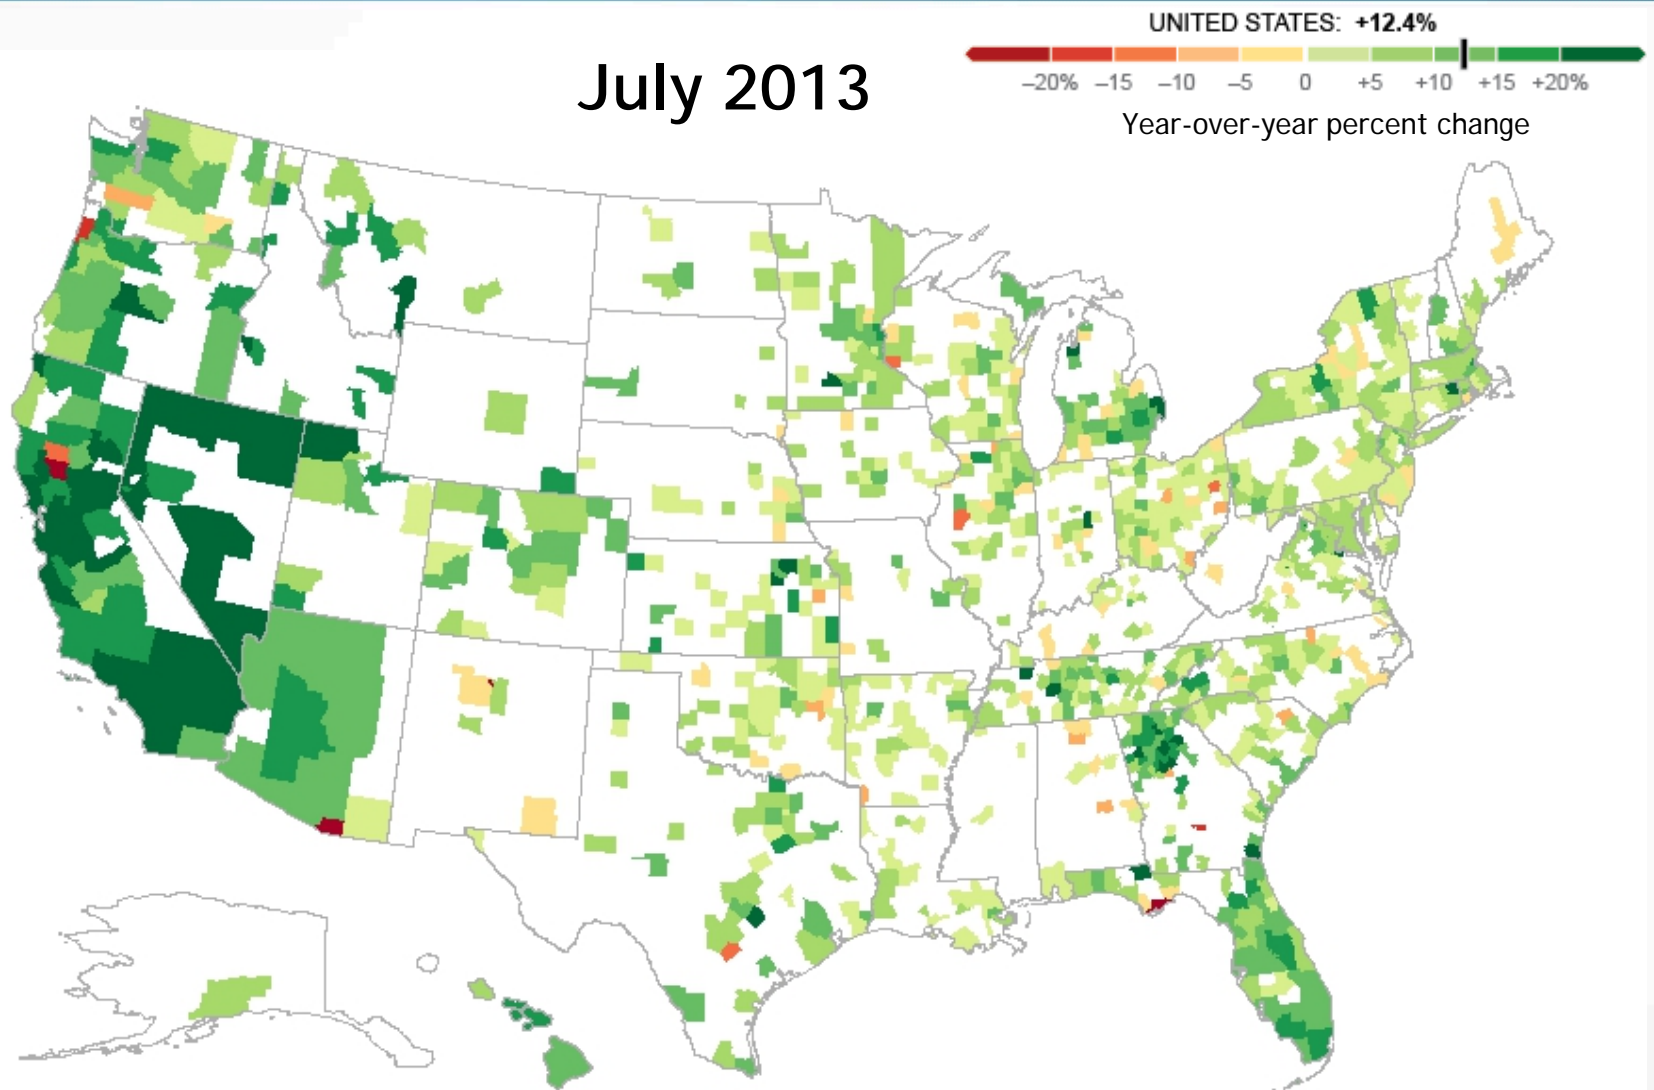 UNITED STATES: +12.4%
July 2013
–20% –15 –10 –5 0 +5 +10 +15 +20%
Year-over-year percent change